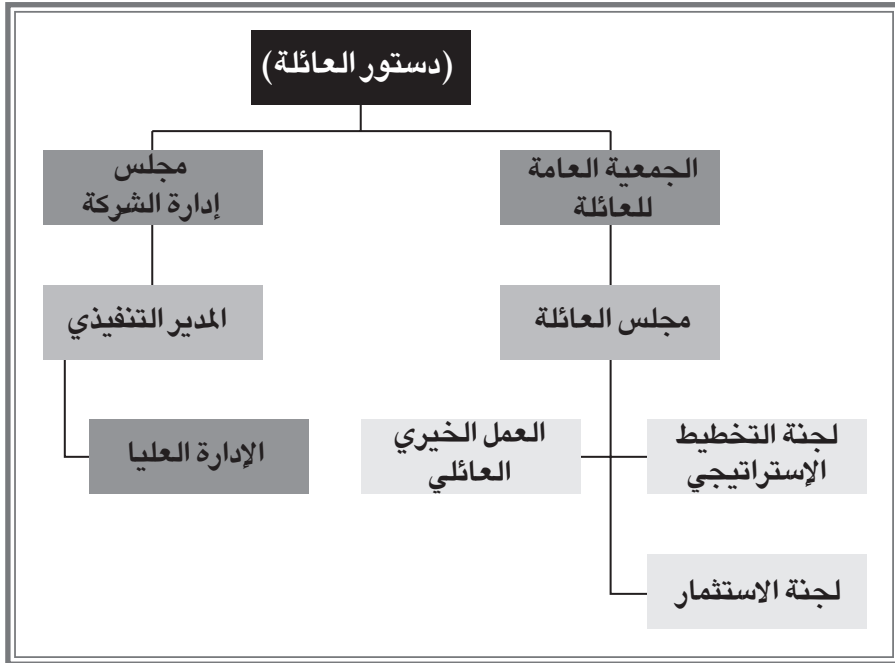 (دستور العائلة)
الجمعية العامة
للعائلة
مجلس
إدارة الشركة
مجلس العائلة
المدير التنفيذي
لجنة التخطيط
الإستراتيجي
العمل الخيري
العائلي
الإدارة العليا
لجنة الاستثمار